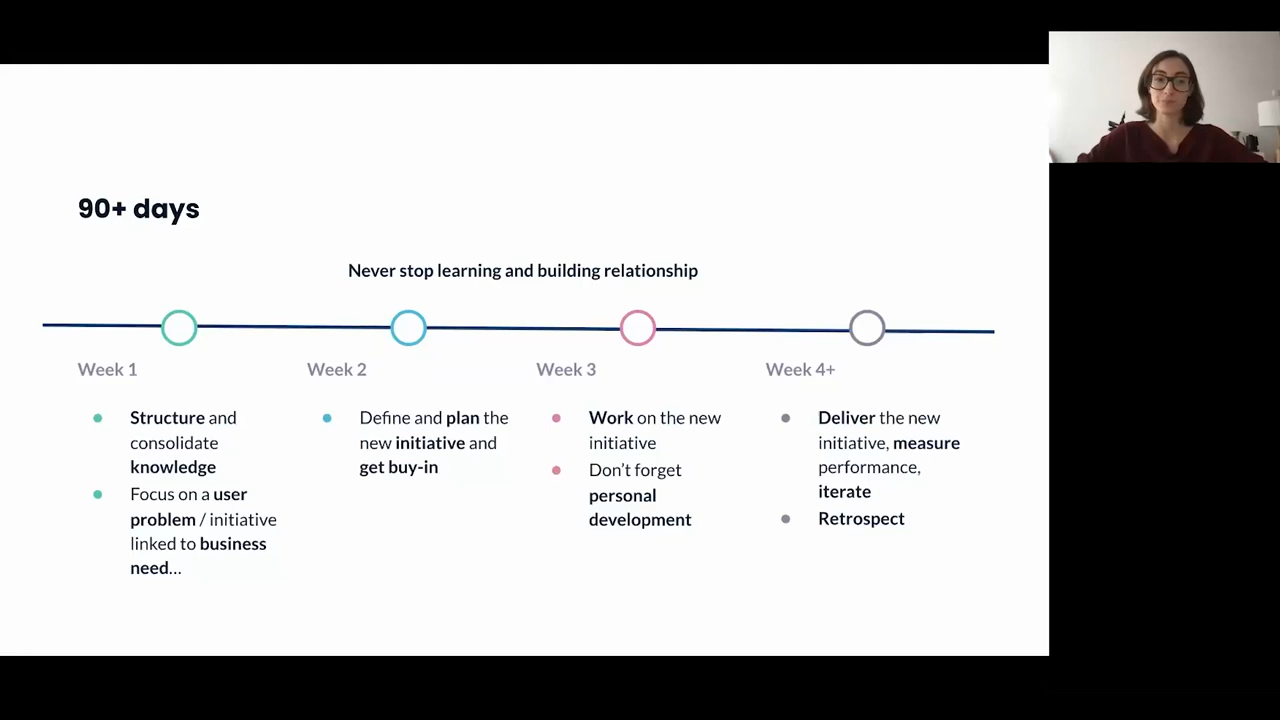 90+ days
Never stop learning and building relationship
Week 1
Structure and
consolidate
knowledge
Focus on a user
problem / initiative
linked to business
need...
Week 2
Define and plan the
new initiative and
get buy-in
Week 3
Work on the new
initiative
Don't forget
personal
development
Week 4+
Deliver the new
initiative, measure
performance,
iterate
Retrospect